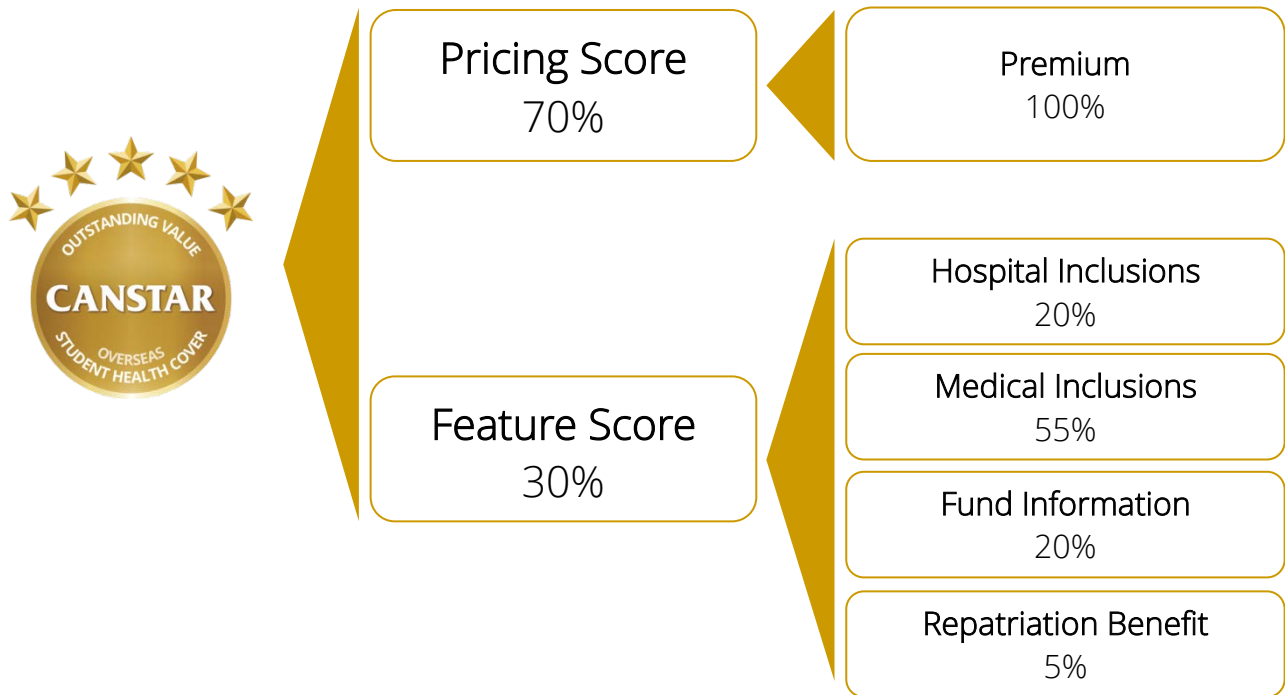 OUTSTANDING VALUE
CANSTAR
OVERSEAS
STUDENT HEALTH COVER
Pricing Score
70%
Premium
100%
Feature Score
30%
Hospital Inclusions
20%
Medical Inclusions
55%
Fund Information
20%
Repatriation Benefit
5%